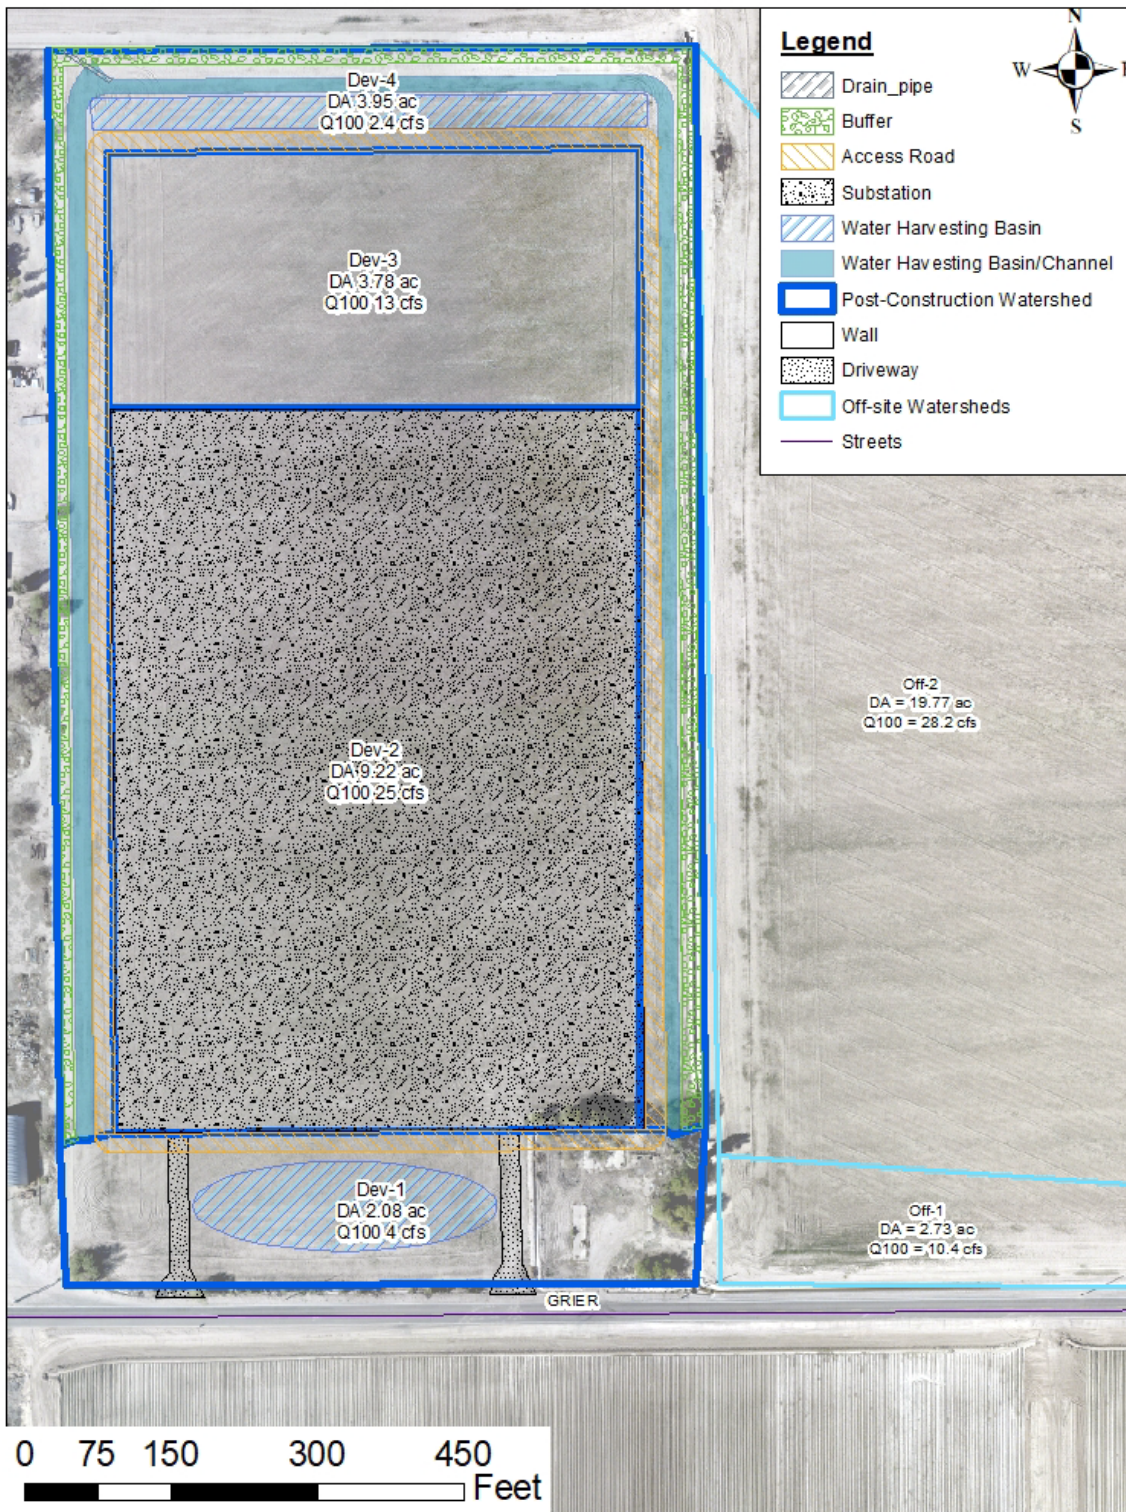 Legend
Drain_pipe
Buffer
Access Road
Substation
Water Harvesting Basin
Water Havesting Basin/Channel
Post-Construction Watershed
Wall
Driveway
Off-site Watersheds
Streets
N
W
S
Dev-4
DA 3.95 ac
Q100 2.4 cfs
Dev-3
DA 3.78 ac
Q100 13 cfs
Off-2
DA = 19.77 ac
Q100 = 28.2 cfs
Dev-2
DA 9.22 ac
Q100 25 cfs
Dev-1
DA 2.08 ac
Q100 4 cfs
Off-1
DA = 2.73 ac
Q100 = 10.4 cfs
GRIER
0 75 150 300 450
Feet